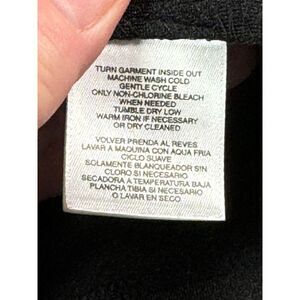 TURN GARMENT INSIDE OUT
MACHINE WASH COLD
GENTLE CYCLE
ONLY NON-CHLORINE BLEACH
WHEN NEEDED
TUMBLE DRY LOW
WARM IRON IF NECESSARY
OR DRY CLEANED
VOLVER PRENDA AL REVES
LAVAR A MAQUINA CON AQUA FRIA
CICLO SUAVE
SOLAMENTE BLANQUEADOR SIN
CLORO SI NECESARIO
SECADORA A TEMPERATURA BAJA
PLANCHA TIBIA SI NECESARIO
O LAVAR EN SECO